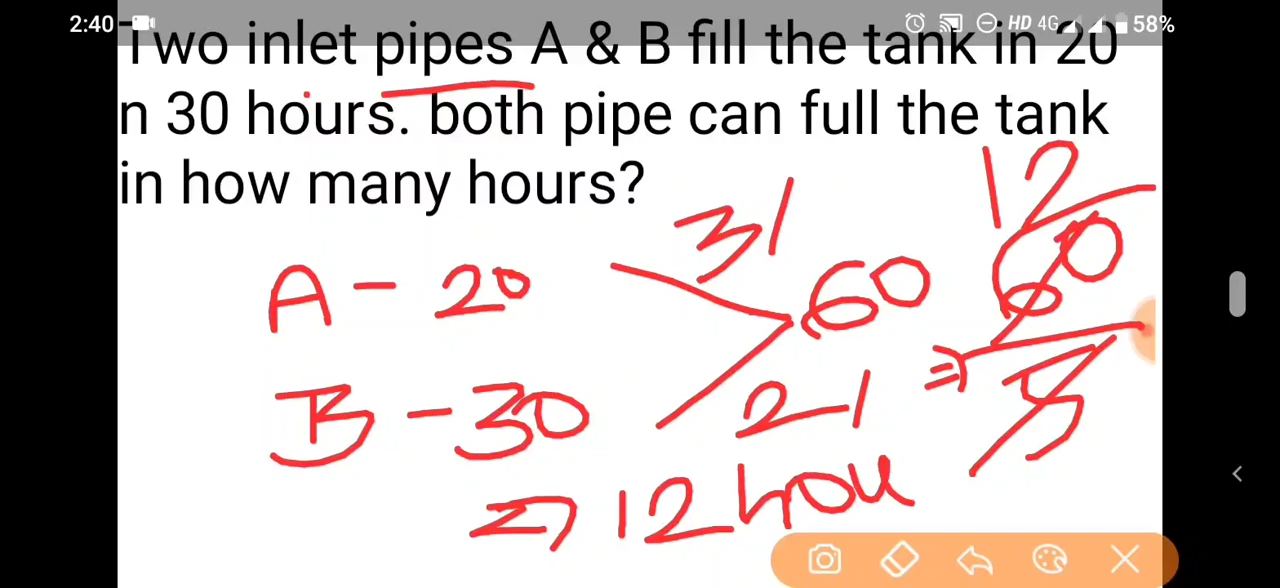 2:40 HD 4G 58%
Two inlet pipes A & B fill the tank in 20
n 30 hours. both pipe can full the tank
in how many hours?
12
3/
A - 20
60
60
B - 30
2/
⇒ 5
⇒ 12 hou